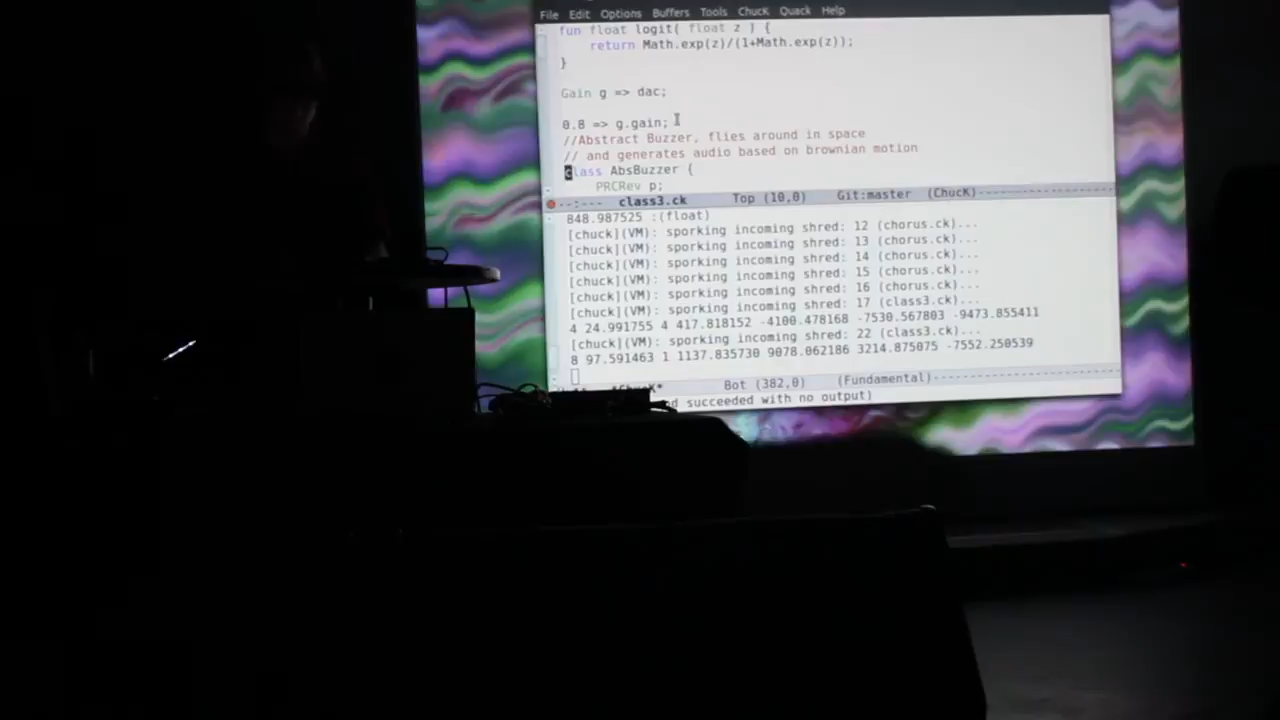 File Edit Options Buffers Tools ChucK Quack Help
fun float logit( float z ) {
return Math.exp(z)/(1+Math.exp(z));
}
Gain g => dac;
0.8 => g.gain;
//Abstract Buzzer, flies around in space
// and generates audio based on brownian motion
class AbsBuzzer {
PRCRev p;
--:--- class3.ck Top (10,0) Git:master (ChucK)
848.987525 :(float)
[chuck](VM): sporking incoming shred: 12 (chorus.ck)...
[chuck](VM): sporking incoming shred: 13 (chorus.ck)...
[chuck](VM): sporking incoming shred: 14 (chorus.ck)...
[chuck](VM): sporking incoming shred: 15 (chorus.ck)...
[chuck](VM): sporking incoming shred: 16 (chorus.ck)...
[chuck](VM): sporking incoming shred: 17 (class3.ck)...
4 24.991755 4 417.818152 -4100.478168 -7530.567803 -9473.855411
[chuck](VM): sporking incoming shred: 22 (class3.ck)...
8 97.591463 1 1137.835730 9078.062186 3214.875075 -7552.250539
Bot (382,0) (Fundamental)
succeeded with no output)